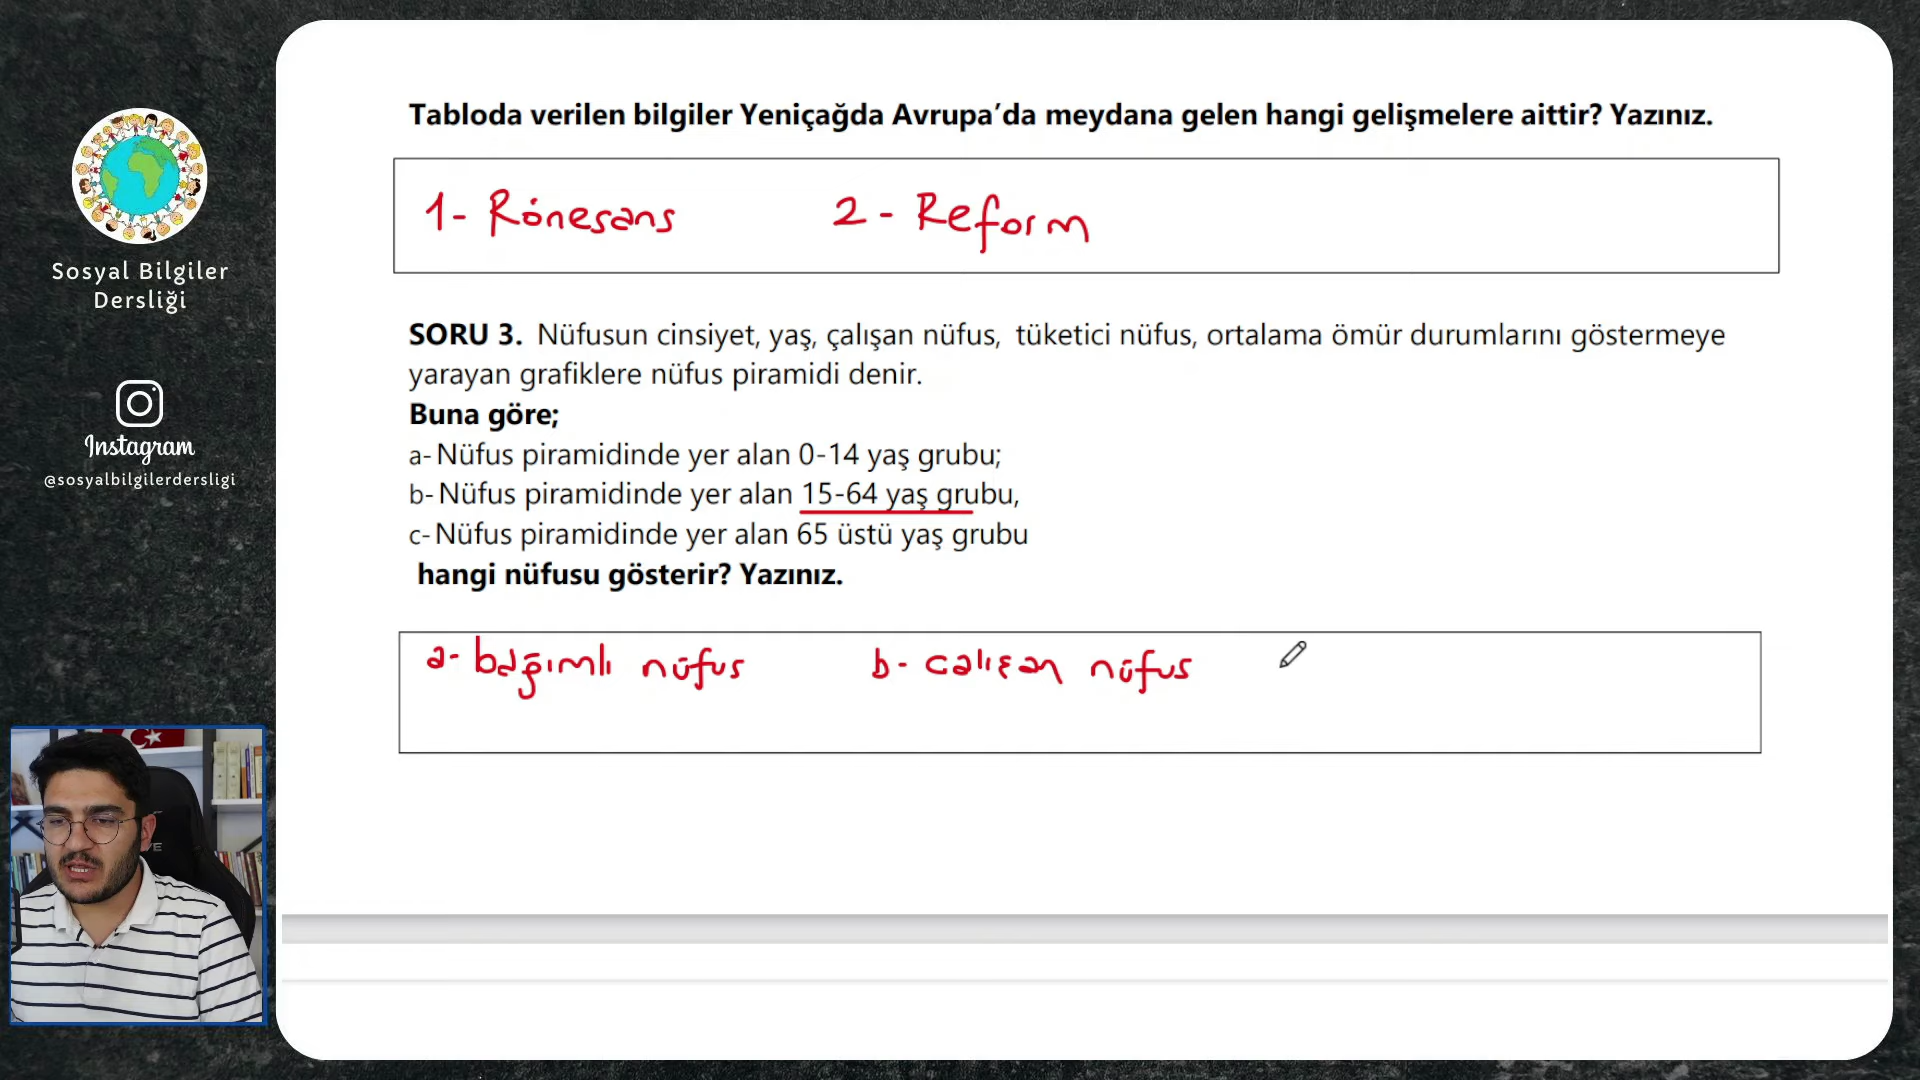 Sosyal Bilgiler
Dersliği
Instagram
@sosyalbilgilerdersligi
Tabloda verilen bilgiler Yeniçağda Avrupa'da meydana gelen hangi gelişmelere aittir? Yazınız.
1- Rönesans 2- Reform
SORU 3. Nüfusun cinsiyet, yaş, çalışan nüfus, tüketici nüfus, ortalama ömür durumlarını göstermeye
yarayan grafiklere nüfus piramidi denir.
Buna göre;
a- Nüfus piramidinde yer alan 0-14 yaş grubu;
b- Nüfus piramidinde yer alan 15-64 yaş grubu,
c- Nüfus piramidinde yer alan 65 üstü yaş grubu
hangi nüfusu gösterir? Yazınız.
a- bağımlı nüfus b- calışan nüfus